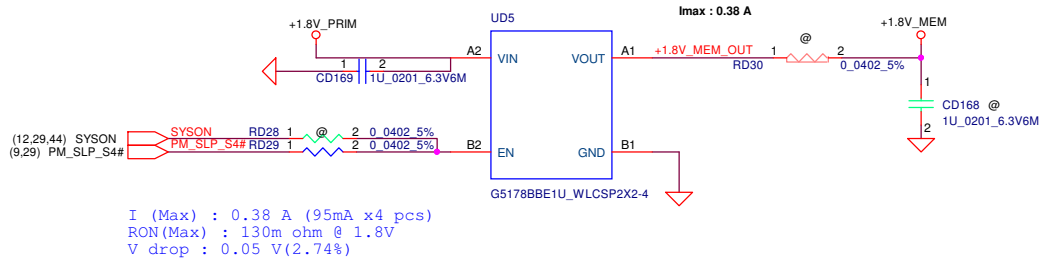 UD5
Imax : 0.38 A
+1.8V_PRIM
+1.8V_MEM
A2 VIN VOUT A1 +1.8V_MEM_OUT 1 @ 2
RD30 0_0402_5%
1 2
CD169 1U_0201_6.3V6M
1
CD168 @
1U_0201_6.3V6M
2
(12,29,44) SYSON SYSON RD28 1 @ 2 0_0402_5%
(9,29) PM_SLP_S4# PM_SLP_S4# RD29 1 2 0_0402_5%
B2 EN GND B1
G5178BBE1U_WLCSP2X2-4
I (Max) : 0.38 A (95mA x4 pcs)
RON(Max) : 130m ohm @ 1.8V
V drop : 0.05 V(2.74%)